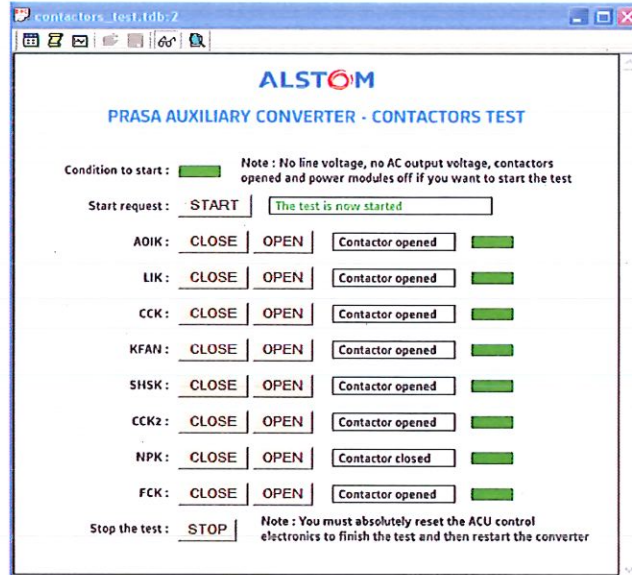 contactors_test.tdb:2
ALSTOM
PRASA AUXILIARY CONVERTER - CONTACTORS TEST
Condition to start :
Note : No line voltage, no AC output voltage, contactors
opened and power modules off if you want to start the test
Start request : START The test is now started
AOIK : CLOSE OPEN Contactor opened
LIK : CLOSE OPEN Contactor opened
CCK : CLOSE OPEN Contactor opened
KFAN : CLOSE OPEN Contactor opened
SHSK : CLOSE OPEN Contactor opened
CCK2 : CLOSE OPEN Contactor opened
NPK : CLOSE OPEN Contactor closed
FCK : CLOSE OPEN Contactor opened
Stop the test : STOP
Note : You must absolutely reset the ACU control
electronics to finish the test and then restart the converter